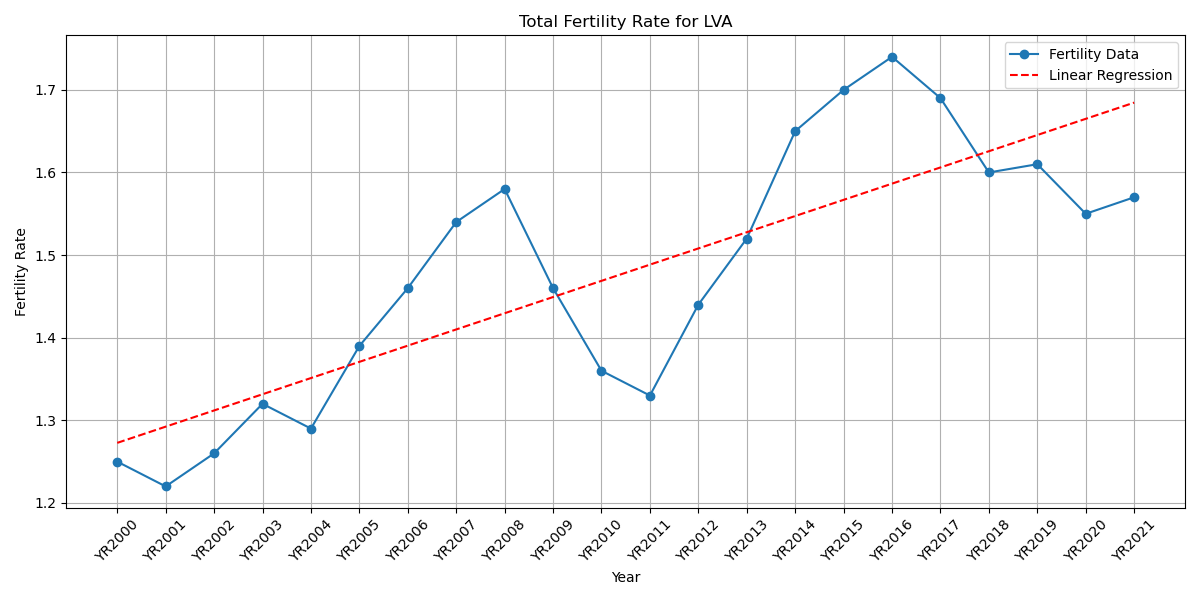 Total Fertility Rate for LVA
Fertility Data
Linear Regression
Fertility Rate
1.7
1.6
1.5
1.4
1.3
1.2
YR2000
YR2001
YR2002
YR2003
YR2004
YR2005
YR2006
YR2007
YR2008
YR2009
YR2010
YR2011
YR2012
YR2013
YR2014
YR2015
YR2016
YR2017
YR2018
YR2019
YR2020
YR2021
Year